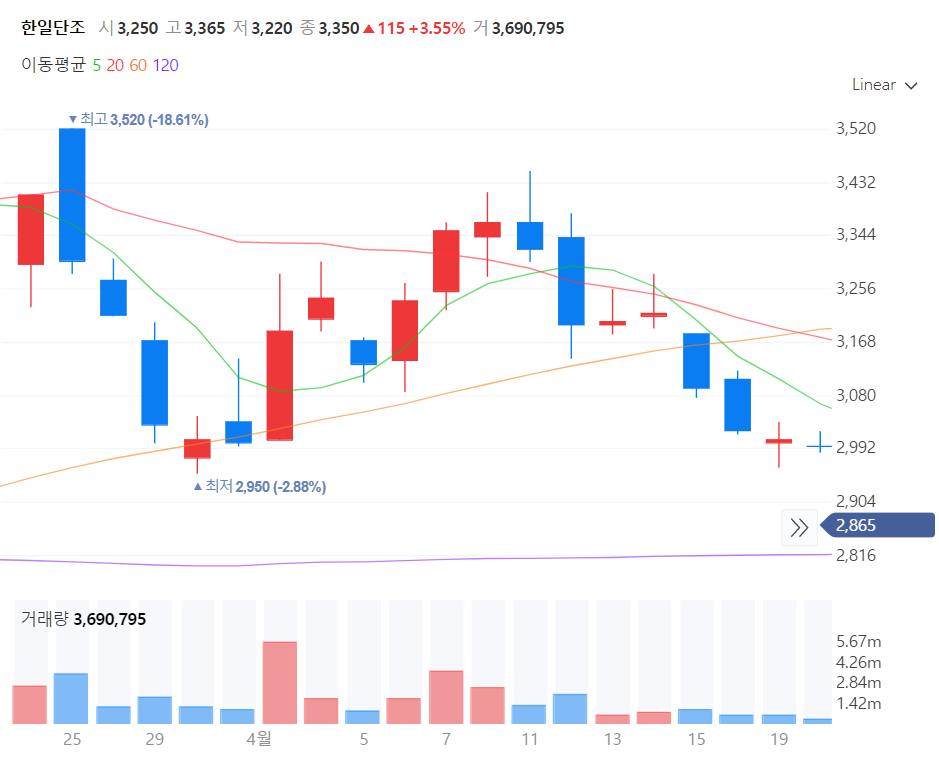 한일단조 시 3,250 고 3,365 저 3,220 종 3,350 ▲ 115 +3.55% 거 3,690,795
이동평균 5 20 60 120
Linear
▼최고 3,520 (-18.61%)
3,520
3,432
3,344
3,256
3,168
3,080
2,992
▲최저 2,950 (-2.88%)
2,904
2,865
2,816
거래량 3,690,795
5.67m
4.26m
2.84m
1.42m
25 29 4월 5 7 11 13 15 19